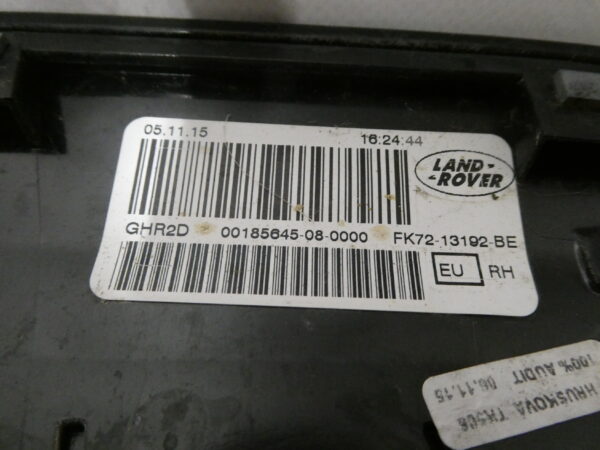 05.11.15 16:24:44
LAND-
-ROVER
GHR2D 00185645-08-0000 FK72-13192-BE
EU RH
HRUSKOVA
100% AUDIT 06.11.15